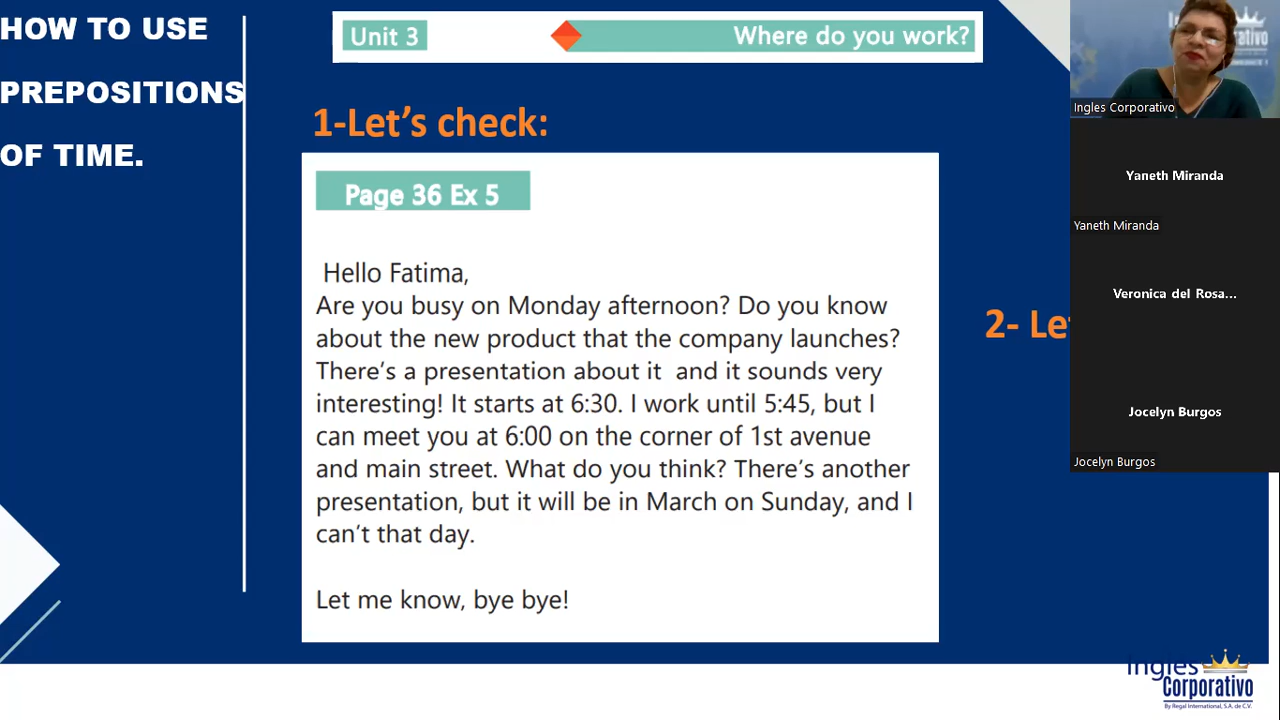 HOW TO USE
PREPOSITIONS
OF TIME.
Unit 3
Where do you work?
1-Let's check:
Page 36 Ex 5
Hello Fatima,
Are you busy on Monday afternoon? Do you know
about the new product that the company launches?
There's a presentation about it and it sounds very
interesting! It starts at 6:30. I work until 5:45, but I
can meet you at 6:00 on the corner of 1st avenue
and main street. What do you think? There's another
presentation, but it will be in March on Sunday, and I
can't that day.
Let me know, bye bye!
2- Le
Ingles Corporativo
Yaneth Miranda
Yaneth Miranda
Veronica del Rosa...
Jocelyn Burgos
Jocelyn Burgos
Ingles
Corporativo
By Regal International, S.A. de C.V.